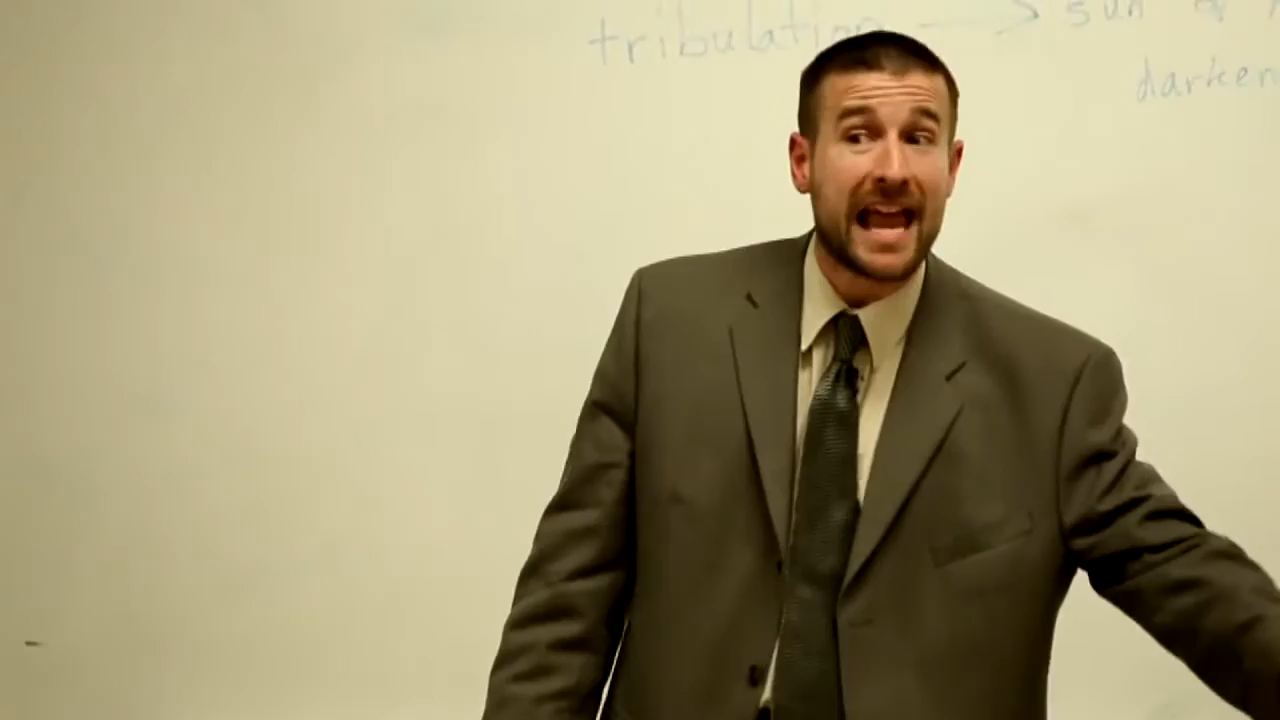 tribulation → sun &
darken